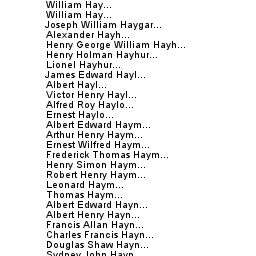 William Hay...
William Hay...
Joseph William Haygar...
Alexander Hayh...
Henry George William Hayh...
Henry Holman Hayhur...
Lionel Hayhur...
James Edward Hayl...
Albert Hayl...
Victor Henry Hayl...
Alfred Roy Haylo...
Ernest Haylo...
Albert Edward Haym...
Arthur Henry Haym...
Ernest Wilfred Haym...
Frederick Thomas Haym...
Henry Simon Haym...
Robert Henry Haym...
Leonard Haym...
Thomas Haym...
Albert Edward Hayn...
Albert Henry Hayn...
Francis Allan Hayn...
Charles Francis Hayn...
Douglas Shaw Hayn...
Sydney John Hayn